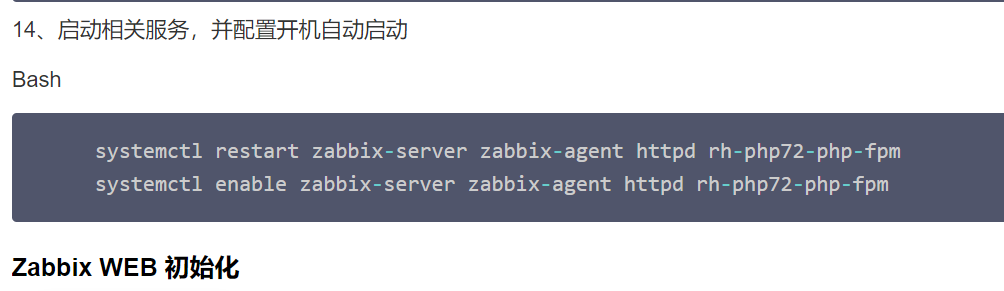 14、启动相关服务，并配置开机自动启动
Bash
systemctl restart zabbix-server zabbix-agent httpd rh-php72-php-fpm
systemctl enable zabbix-server zabbix-agent httpd rh-php72-php-fpm
Zabbix WEB 初始化